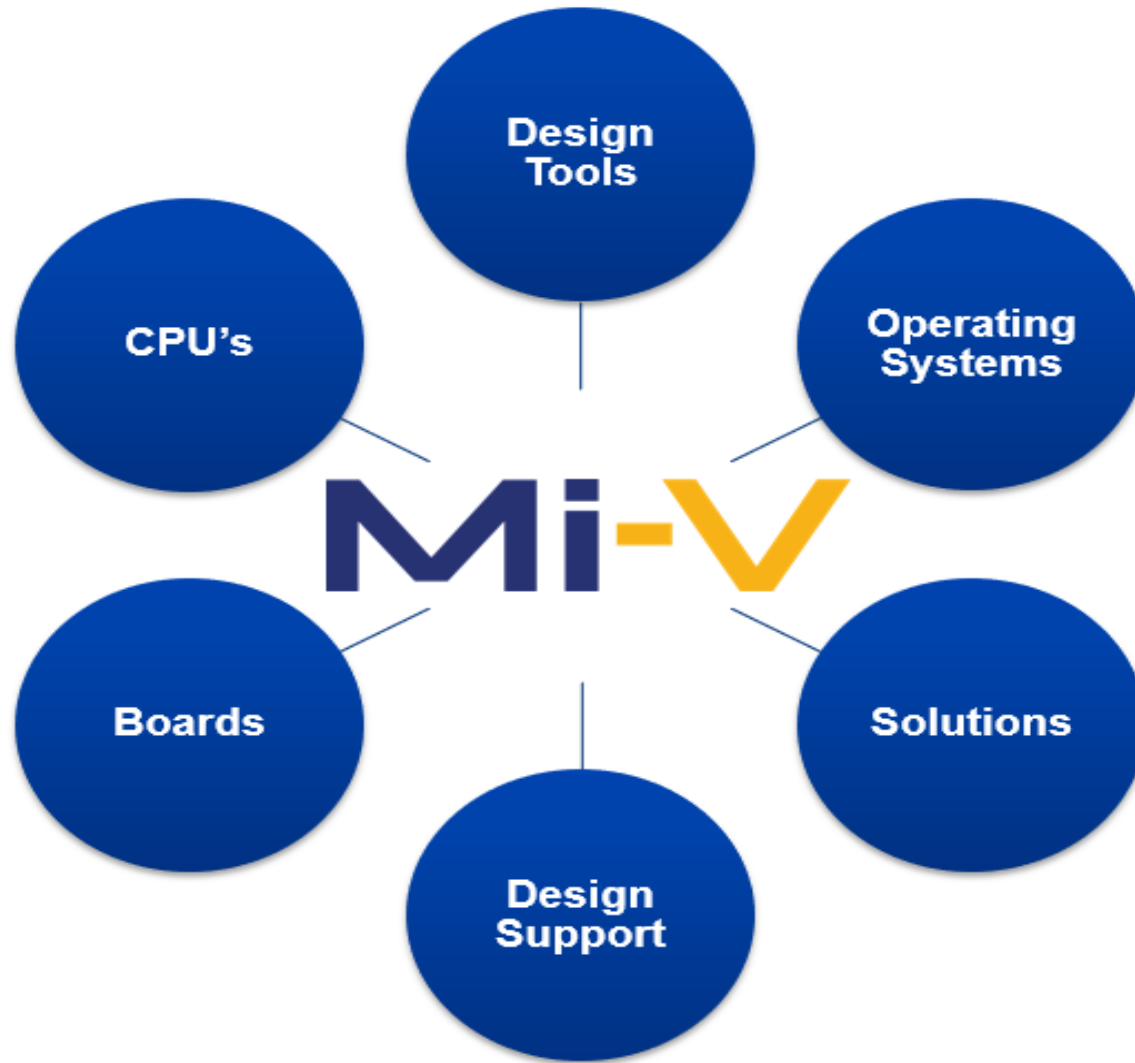 Design
Tools
CPU’s
Operating
Systems
Mi-V
Boards
Solutions
Design
Support